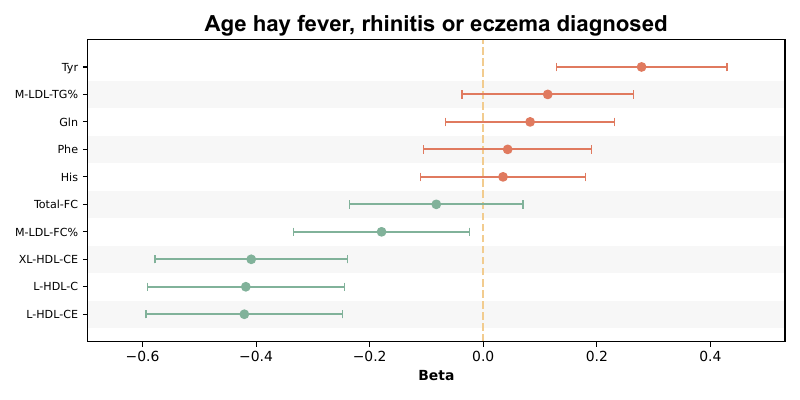 Age hay fever, rhinitis or eczema diagnosed
Tyr
M-LDL-TG%
Gln
Phe
His
Total-FC
M-LDL-FC%
XL-HDL-CE
L-HDL-C
L-HDL-CE
−0.6 −0.4 −0.2 0.0 0.2 0.4
Beta